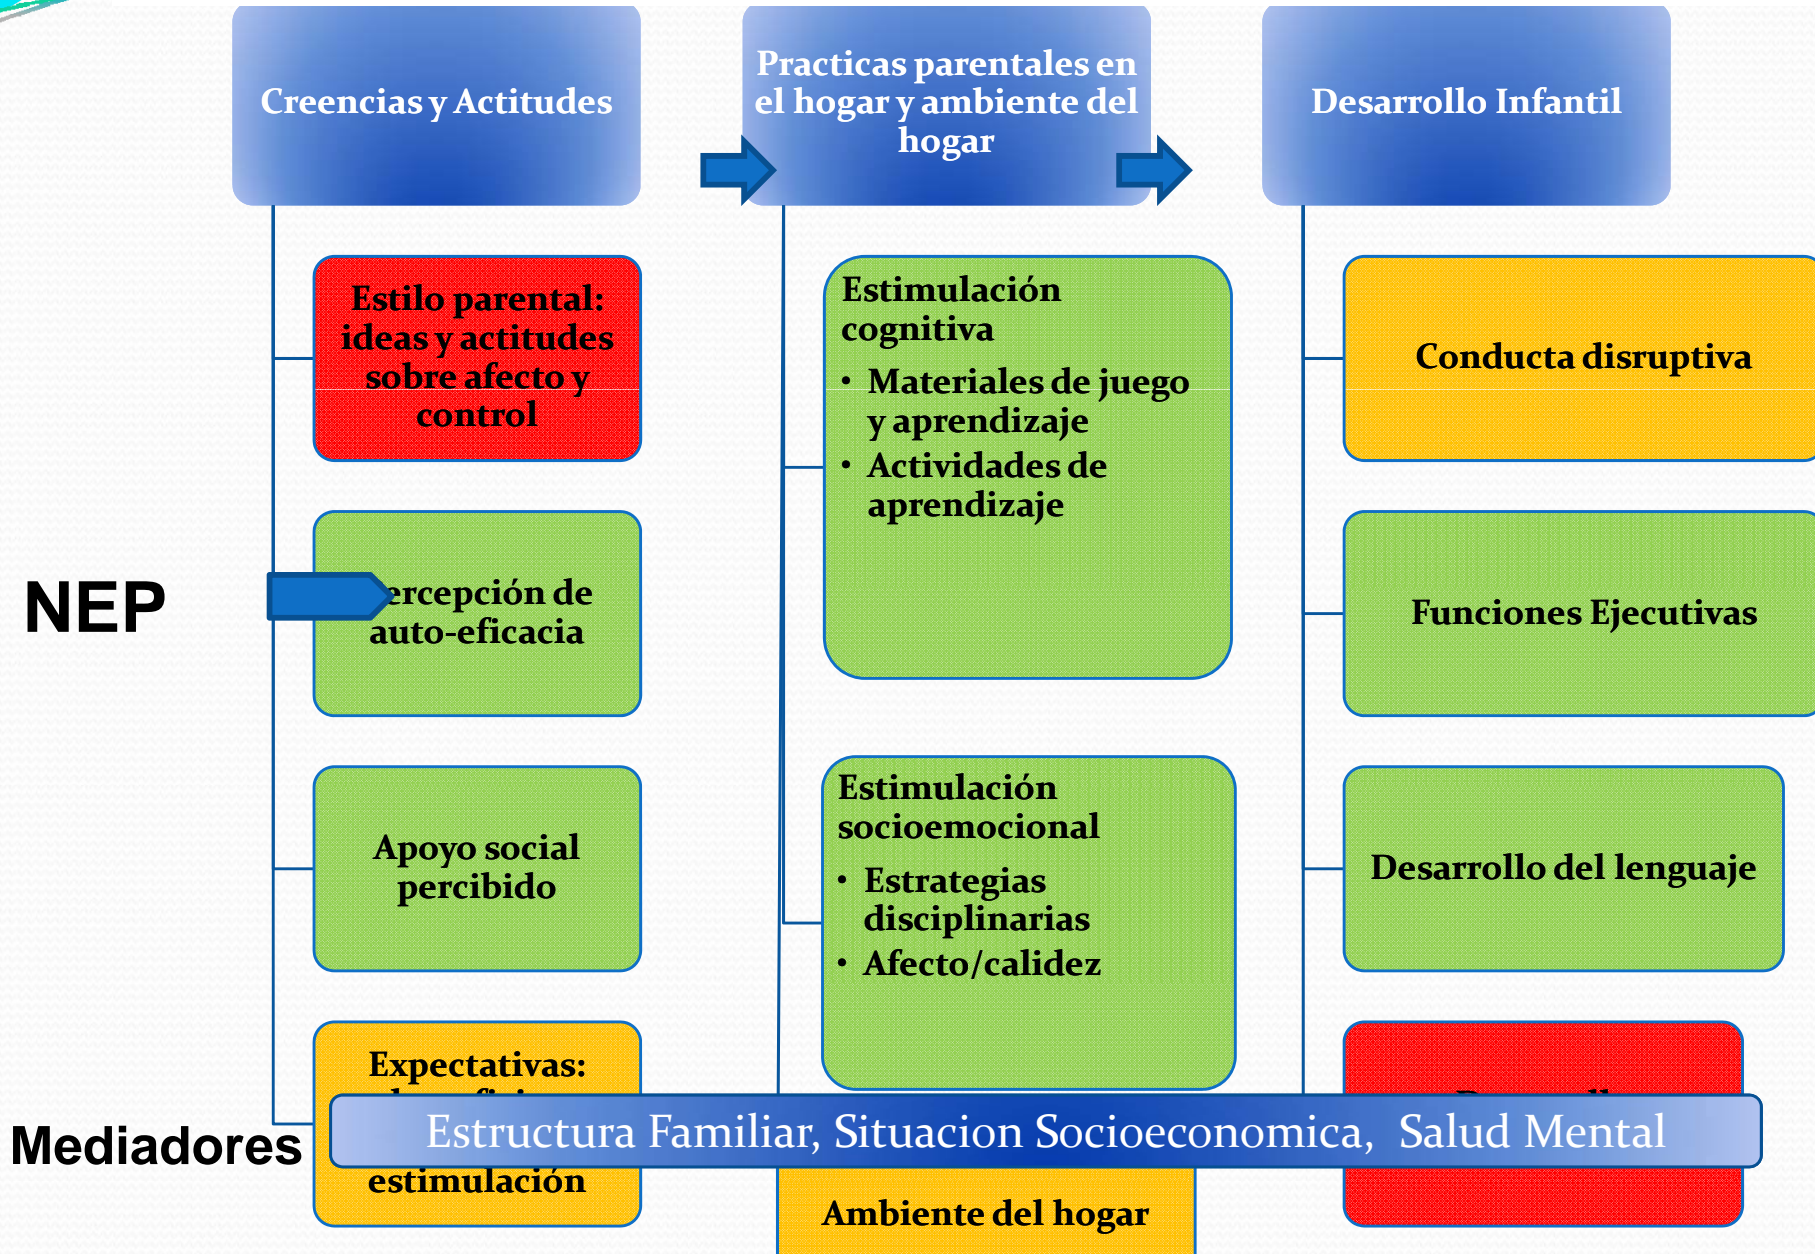 Creencias y Actitudes
Practicas parentales en
el hogar y ambiente del
hogar
Desarrollo Infantil
Estilo parental:
ideas y actitudes
sobre afecto y
control
Estimulación
cognitiva
• Materiales de juego
y aprendizaje
• Actividades de
aprendizaje
Conducta disruptiva
NEP
ercepción de
auto-eficacia
Funciones Ejecutivas
Apoyo social
percibido
Estimulación
socioemocional
• Estrategias
disciplinarias
• Afecto/calidez
Desarrollo del lenguaje
Expectativas:
Mediadores
Estructura Familiar, Situacion Socioeconomica, Salud Mental
estimulación
Ambiente del hogar